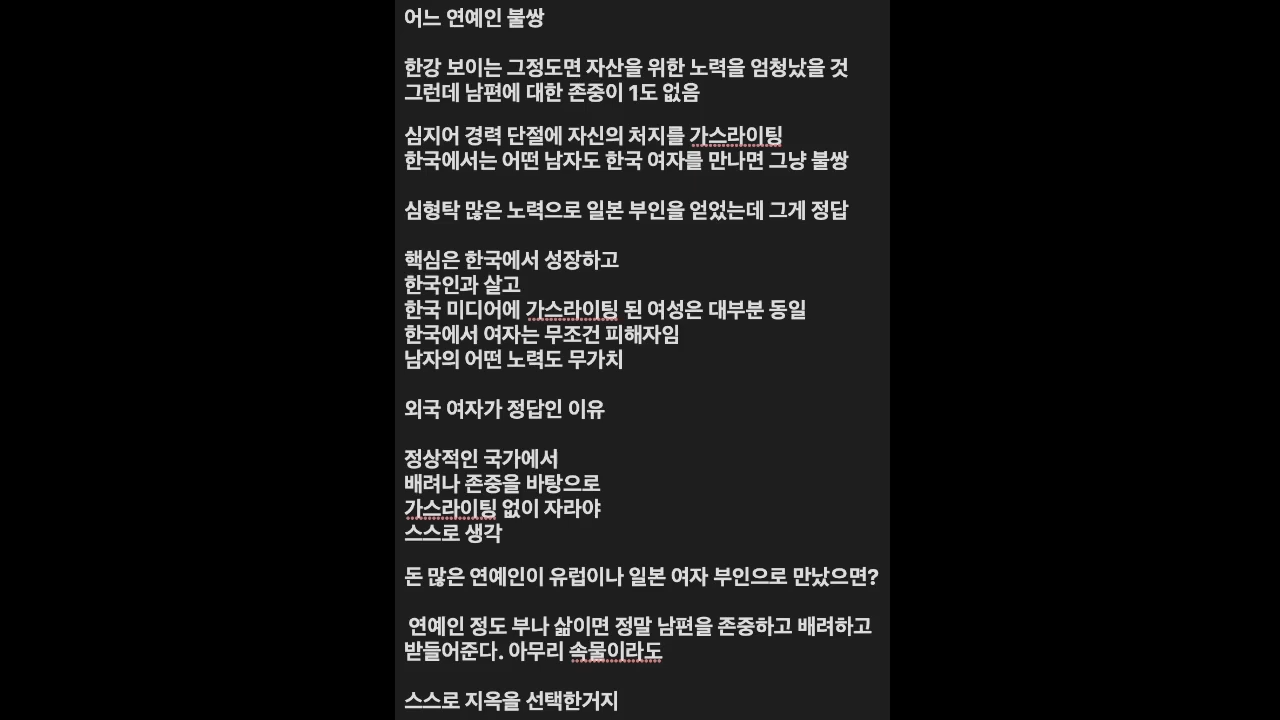 어느 연예인 불쌍
한강 보이는 그정도면 자산을 위한 노력을 엄청났을 것
그런데 남편에 대한 존중이 1도 없음
심지어 경력 단절에 자신의 처지를 가스라이팅
한국에서는 어떤 남자도 한국 여자를 만나면 그냥 불쌍
심형탁 많은 노력으로 일본 부인을 얻었는데 그게 정답
핵심은 한국에서 성장하고
한국인과 살고
한국 미디어에 가스라이팅 된 여성은 대부분 동일
한국에서 여자는 무조건 피해자임
남자의 어떤 노력도 무가치
외국 여자가 정답인 이유
정상적인 국가에서
배려나 존중을 바탕으로
가스라이팅 없이 자라야
스스로 생각
돈 많은 연예인이 유럽이나 일본 여자 부인으로 만났으면?
연예인 정도 부나 삶이면 정말 남편을 존중하고 배려하고
받들어준다. 아무리 속물이라도
스스로 지옥을 선택한거지